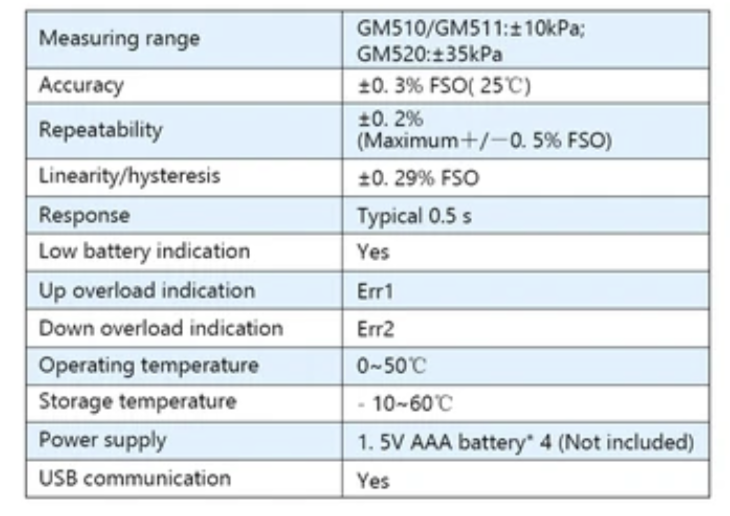 Measuring range
GM510/GM511:±10kPa;
GM520:±35kPa
Accuracy
±0. 3% FSO( 25℃)
Repeatability
±0. 2%
(Maximum＋/－0. 5% FSO)
Linearity/hysteresis
±0. 29% FSO
Response
Typical 0.5 s
Low battery indication
Yes
Up overload indication
Err1
Down overload indication
Err2
Operating temperature
0~50℃
Storage temperature
- 10~60℃
Power supply
1. 5V AAA battery* 4 (Not included)
USB communication
Yes